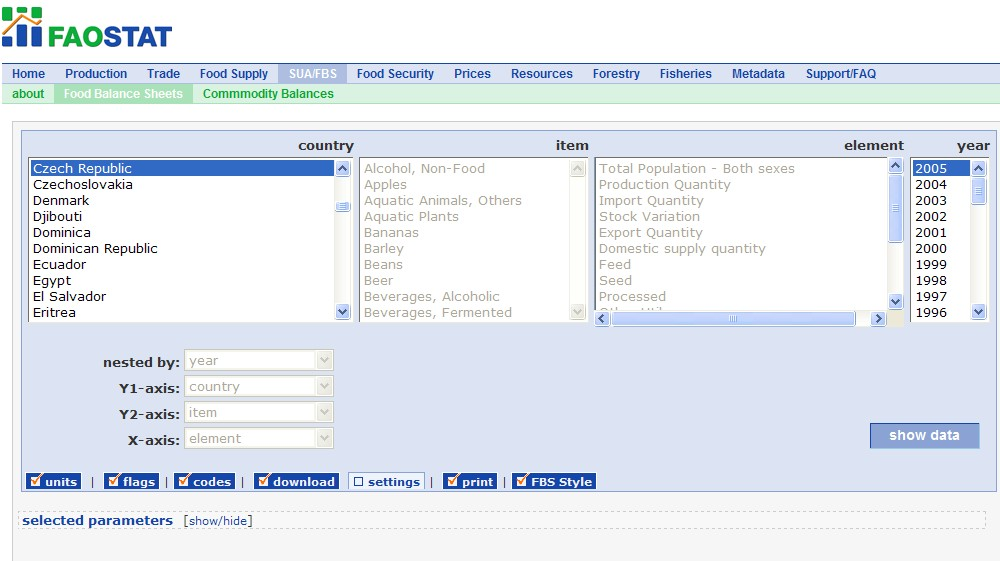 FAOSTAT
Home Production Trade Food Supply SUA/FBS Food Security Prices Resources Forestry Fisheries Metadata Support/FAQ
about Food Balance Sheets Commmodity Balances
country item element year
Czech Republic Alcohol, Non-Food Total Population - Both sexes 2005
Czechoslovakia Apples Production Quantity 2004
Denmark Aquatic Animals, Others Import Quantity 2003
Djibouti Aquatic Plants Stock Variation 2002
Dominica Bananas Export Quantity 2001
Dominican Republic Barley Domestic supply quantity 2000
Ecuador Beans Feed 1999
Egypt Beer Seed 1998
El Salvador Beverages, Alcoholic Processed 1997
Eritrea Beverages, Fermented 1996
nested by: year
Y1-axis: country
Y2-axis: item
X-axis: element
show data
units | flags | codes | download settings | print | FBS Style
selected parameters [show/hide]